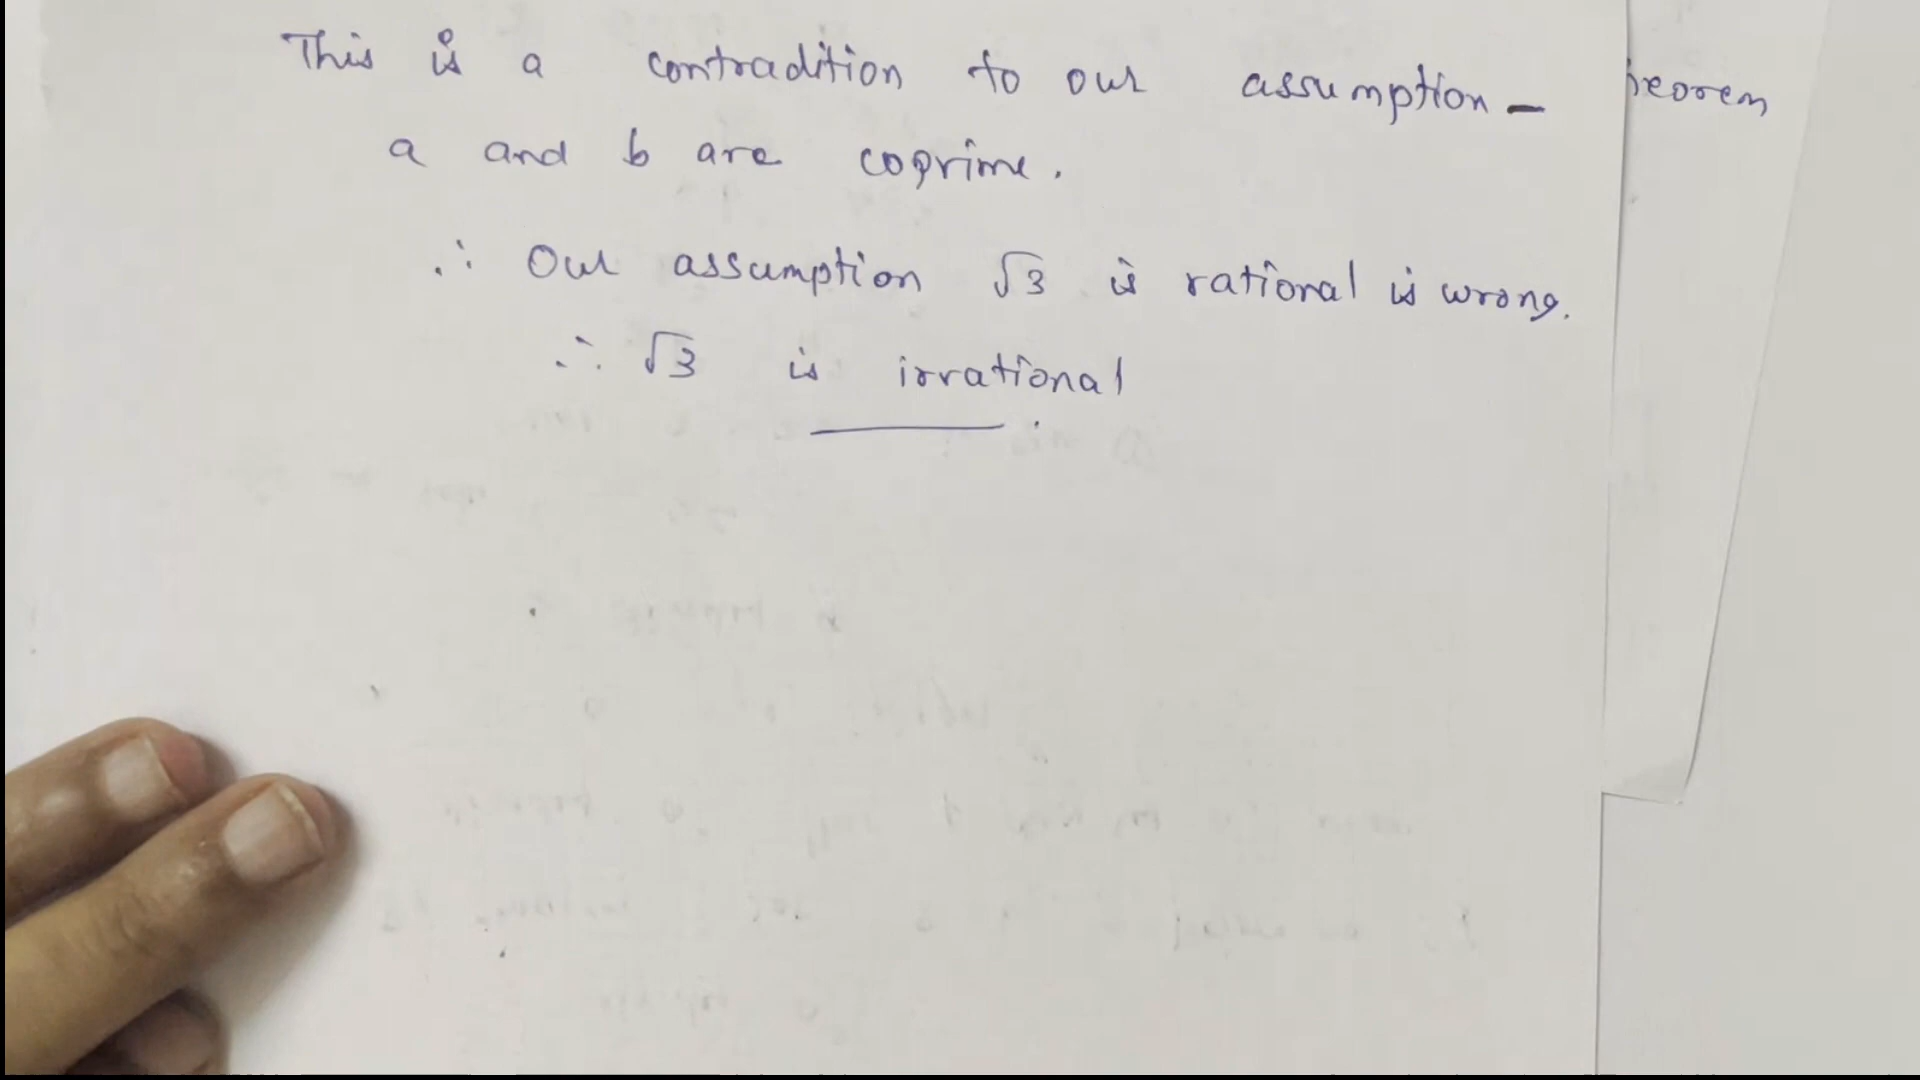 This is a contradition to our assumption –
a and b are coprime.
∴ Our assumption √3 is rational is wrong.
∴ √3 is irrational